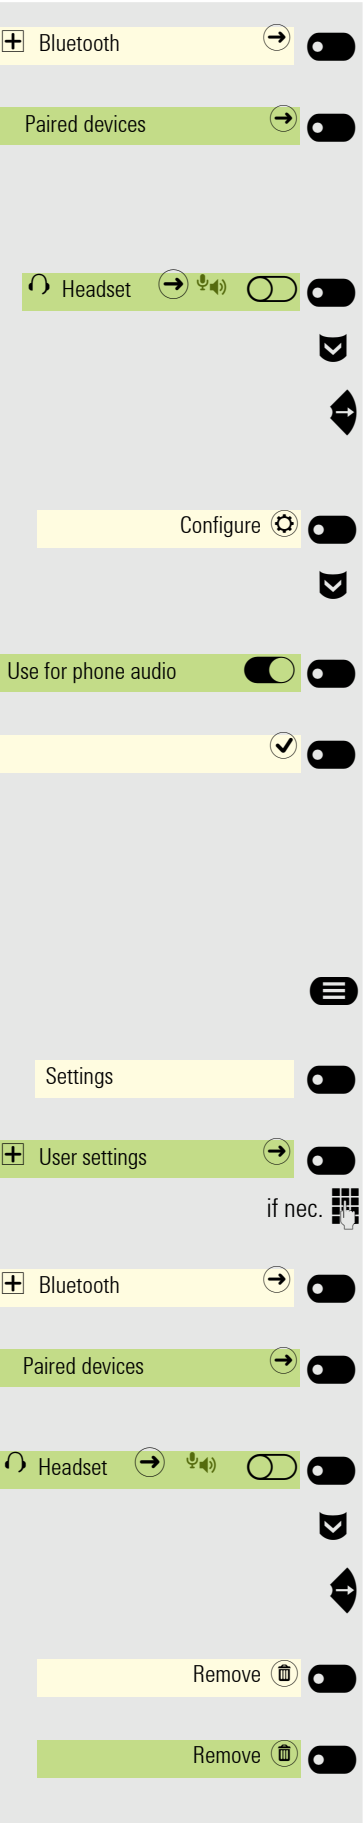 Bluetooth
Paired devices
Headset
Configure
Use for phone audio
Settings
User settings
if nec.
Bluetooth
Paired devices
Headset
Remove
Remove